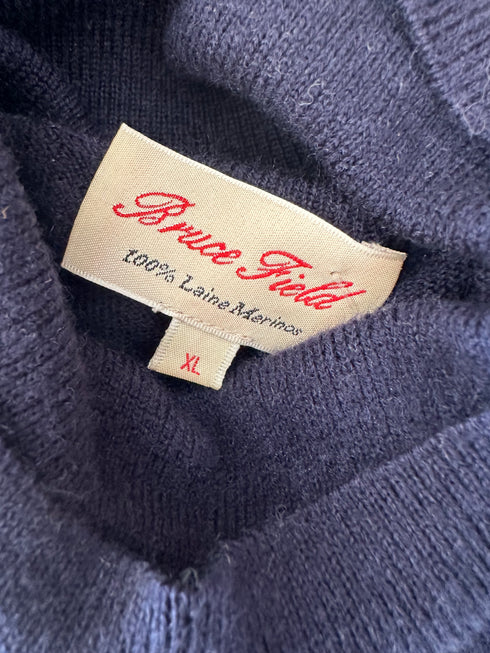 Bruce Field
100% Laine Merinos
XL